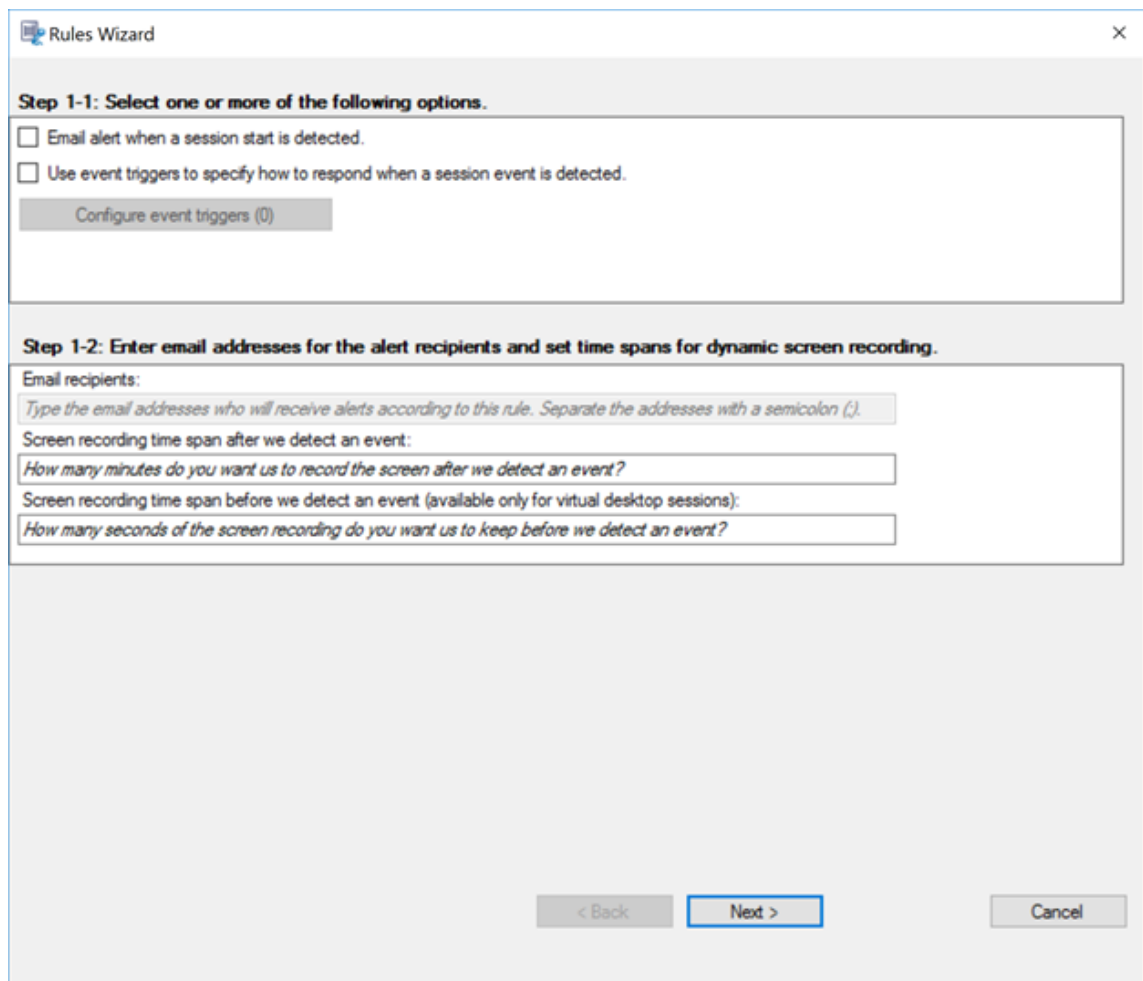 Rules Wizard
Step 1-1: Select one or more of the following options.
Email alert when a session start is detected.
Use event triggers to specify how to respond when a session event is detected.
Configure event triggers (0)
Step 1-2: Enter email addresses for the alert recipients and set time spans for dynamic screen recording.
Email recipients:
Type the email addresses who will receive alerts according to this rule. Separate the addresses with a semicolon (;).
Screen recording time span after we detect an event:
How many minutes do you want us to record the screen after we detect an event?
Screen recording time span before we detect an event (available only for virtual desktop sessions):
How many seconds of the screen recording do you want us to keep before we detect an event?
< Back
Next >
Cancel